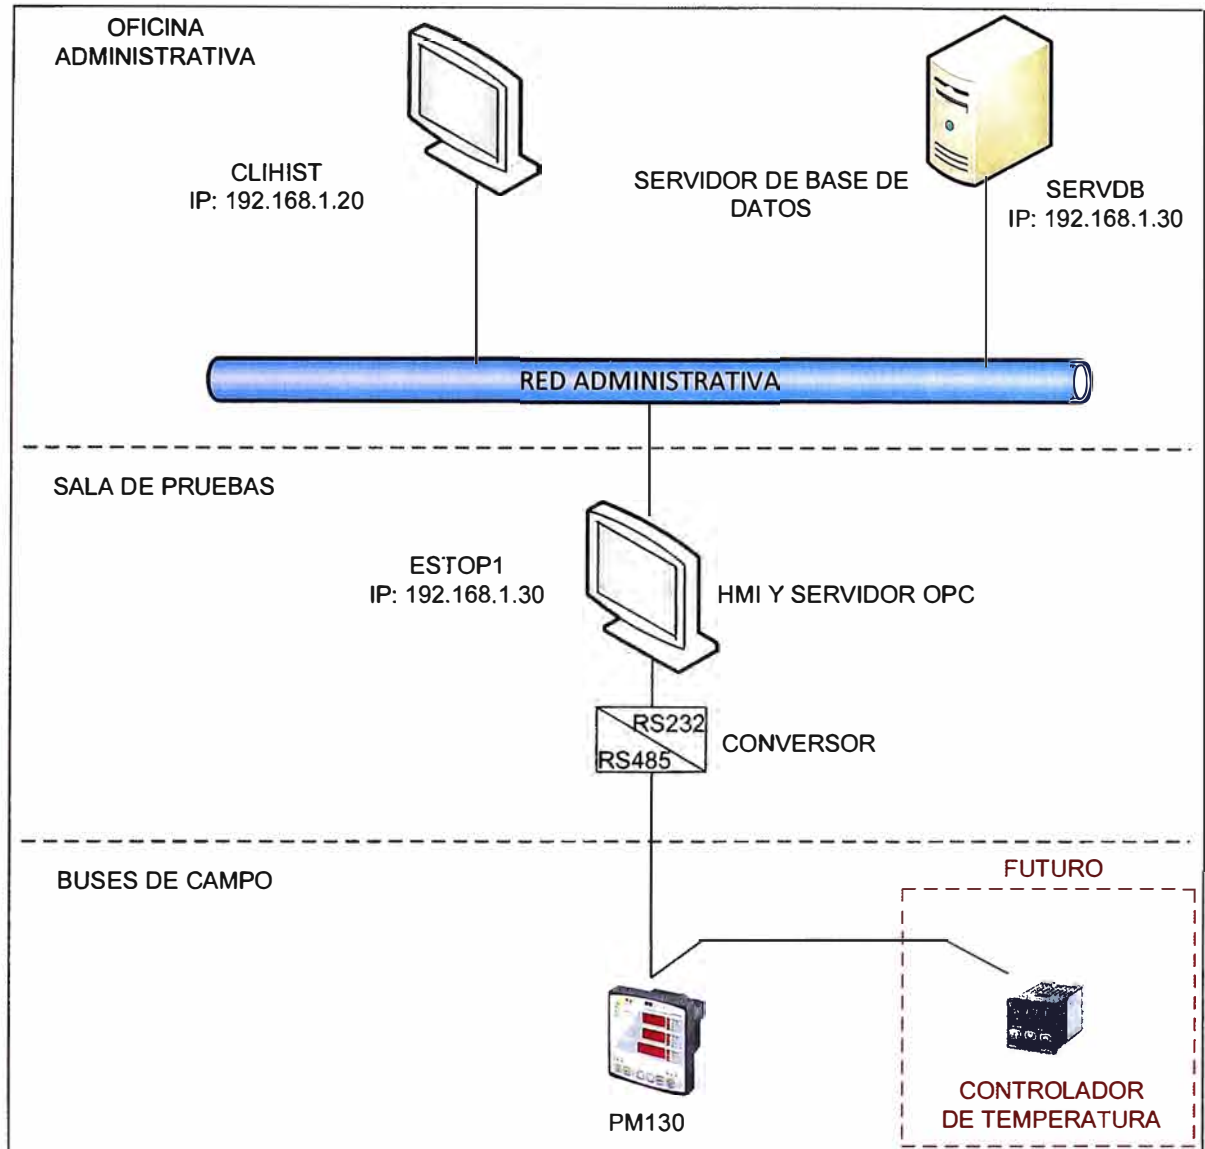 OFICINA
ADMINISTRATIVA
CLIHIST
IP: 192.168.1.20
SERVIDOR DE BASE DE
DATOS
SERVDB
IP: 192.168.1.30
RED ADMINISTRATIVA
SALA DE PRUEBAS
ESTOP1
IP: 192.168.1.30
HMI Y SERVIDOR OPC
RS232
RS485
CONVERSOR
BUSES DE CAMPO
FUTURO
PM130
CONTROLADOR
DE TEMPERATURA